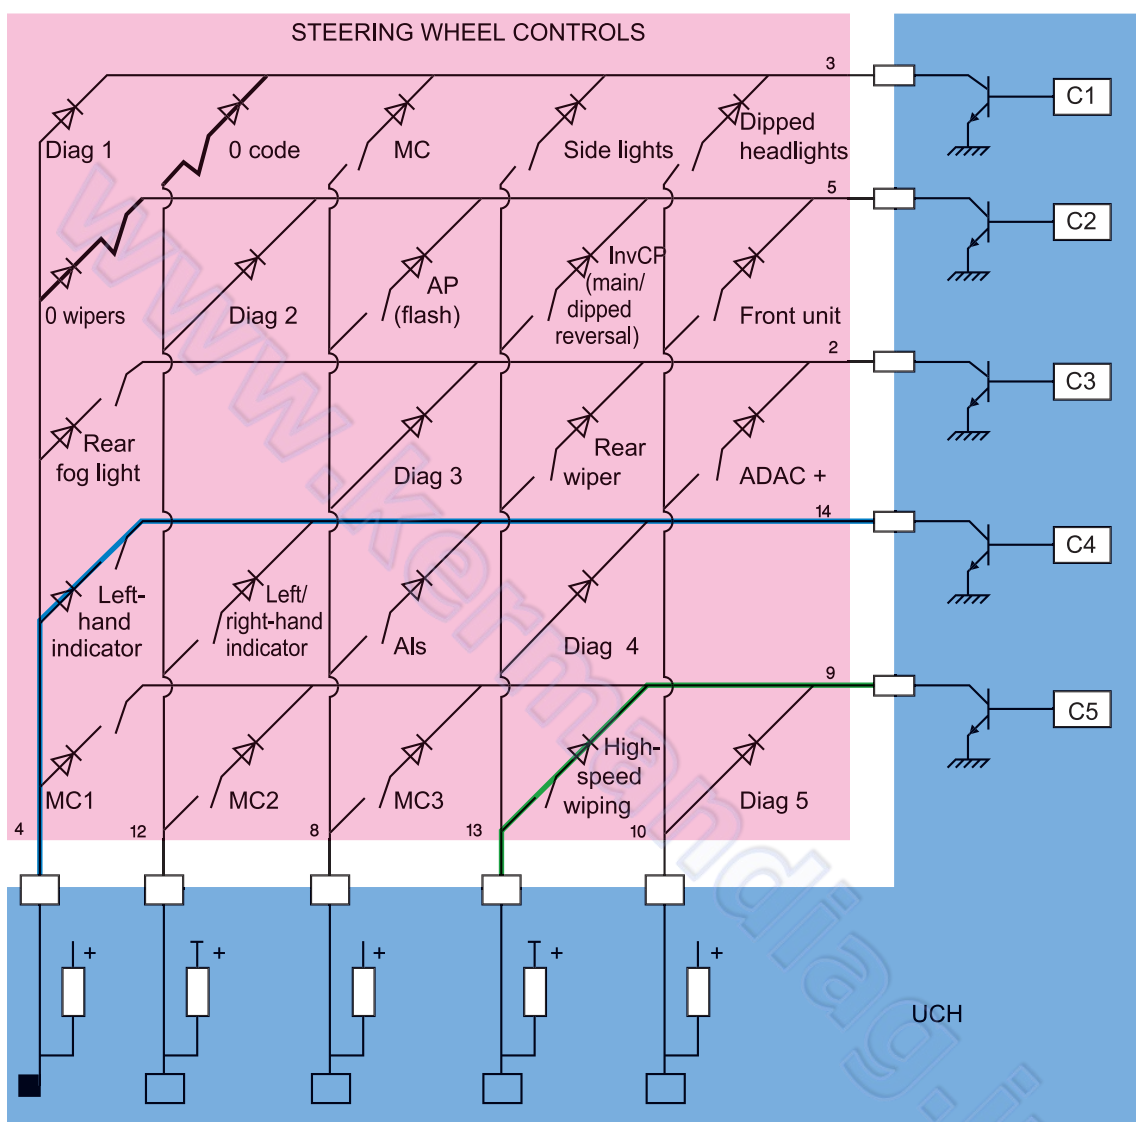 STEERING WHEEL CONTROLS
3
C1
Diag 1
0 code
MC
Side lights
Dipped
headlights
5
C2
0 wipers
Diag 2
AP
(flash)
InvCP
(main/
dipped
reversal)
Front unit
2
C3
Rear
fog light
Diag 3
Rear
wiper
ADAC +
14
C4
Left-
hand
indicator
Left/
right-hand
indicator
AIs
Diag 4
9
C5
MC1
MC2
MC3
High-
speed
wiping
Diag 5
4
12
8
13
10
+
+
+
+
+
UCH
www.kermandiag.ir